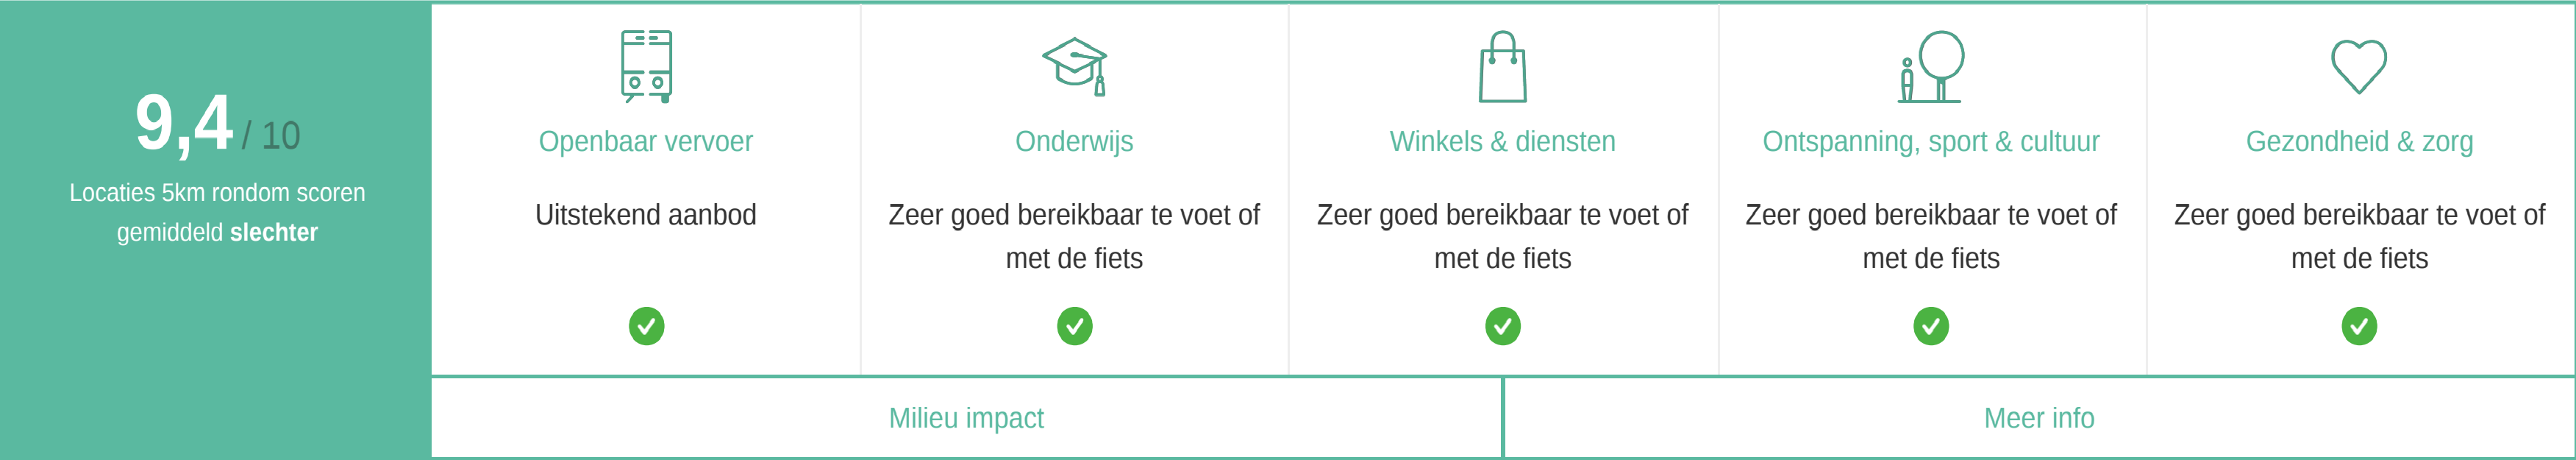 9,4 / 10
Locaties 5km rondom scoren
gemiddeld slechter
Openbaar vervoer
Uitstekend aanbod
Onderwijs
Zeer goed bereikbaar te voet of
met de fiets
Winkels & diensten
Zeer goed bereikbaar te voet of
met de fiets
Ontspanning, sport & cultuur
Zeer goed bereikbaar te voet of
met de fiets
Gezondheid & zorg
Zeer goed bereikbaar te voet of
met de fiets
Milieu impact
Meer info